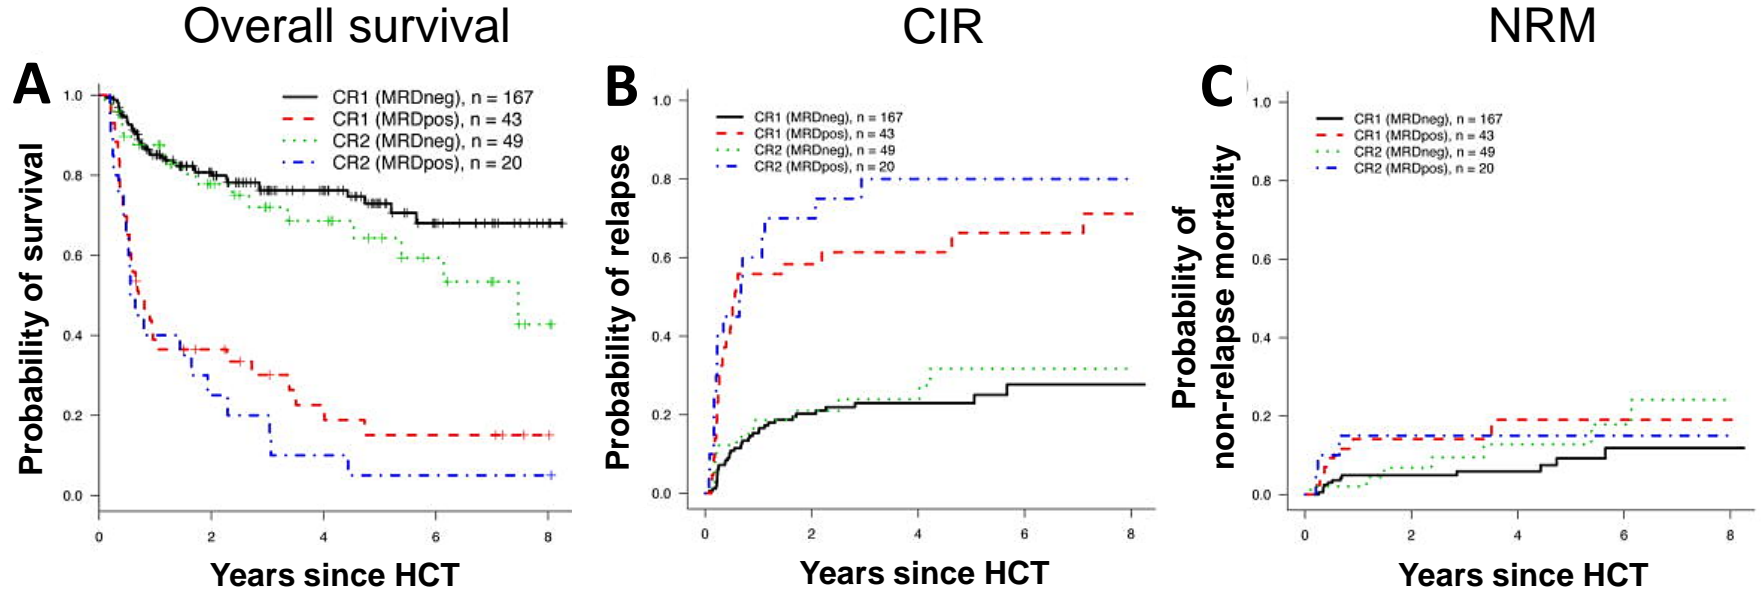 Overall survival
A
Probability of survival
1.0
0.8
0.6
0.4
0.2
0.0
CR1 (MRDneg), n = 167
CR1 (MRDpos), n = 43
CR2 (MRDneg), n = 49
CR2 (MRDpos), n = 20
0 2 4 6 8
Years since HCT
CIR
B
Probability of relapse
1.0
0.8
0.6
0.4
0.2
0.0
CR1 (MRDneg), n = 167
CR1 (MRDpos), n = 43
CR2 (MRDneg), n = 49
CR2 (MRDpos), n = 20
0 2 4 6 8
Years since HCT
NRM
C
Probability of
non-relapse mortality
1.0
0.8
0.6
0.4
0.2
0.0
CR1 (MRDneg), n = 167
CR1 (MRDpos), n = 43
CR2 (MRDneg), n = 49
CR2 (MRDpos), n = 20
0 2 4 6 8
Years since HCT